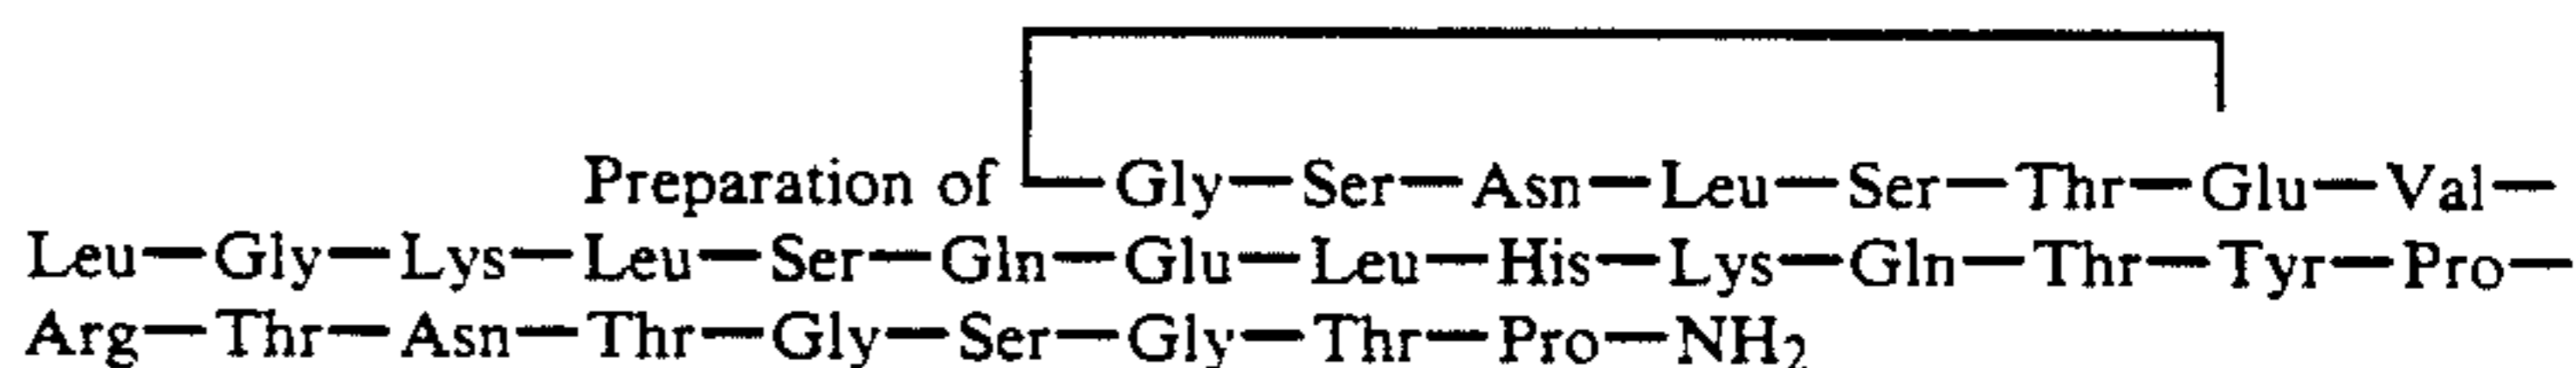 Preparation of Gly—Ser—Asn—Leu—Ser—Thr—Glu—Val—
Leu—Gly—Lys—Leu—Ser—Gln—Glu—Leu—His—Lys—Gln—Thr—Tyr—Pro—
Arg—Thr—Asn—Thr—Gly—Ser—Gly—Thr—Pro—NH₂